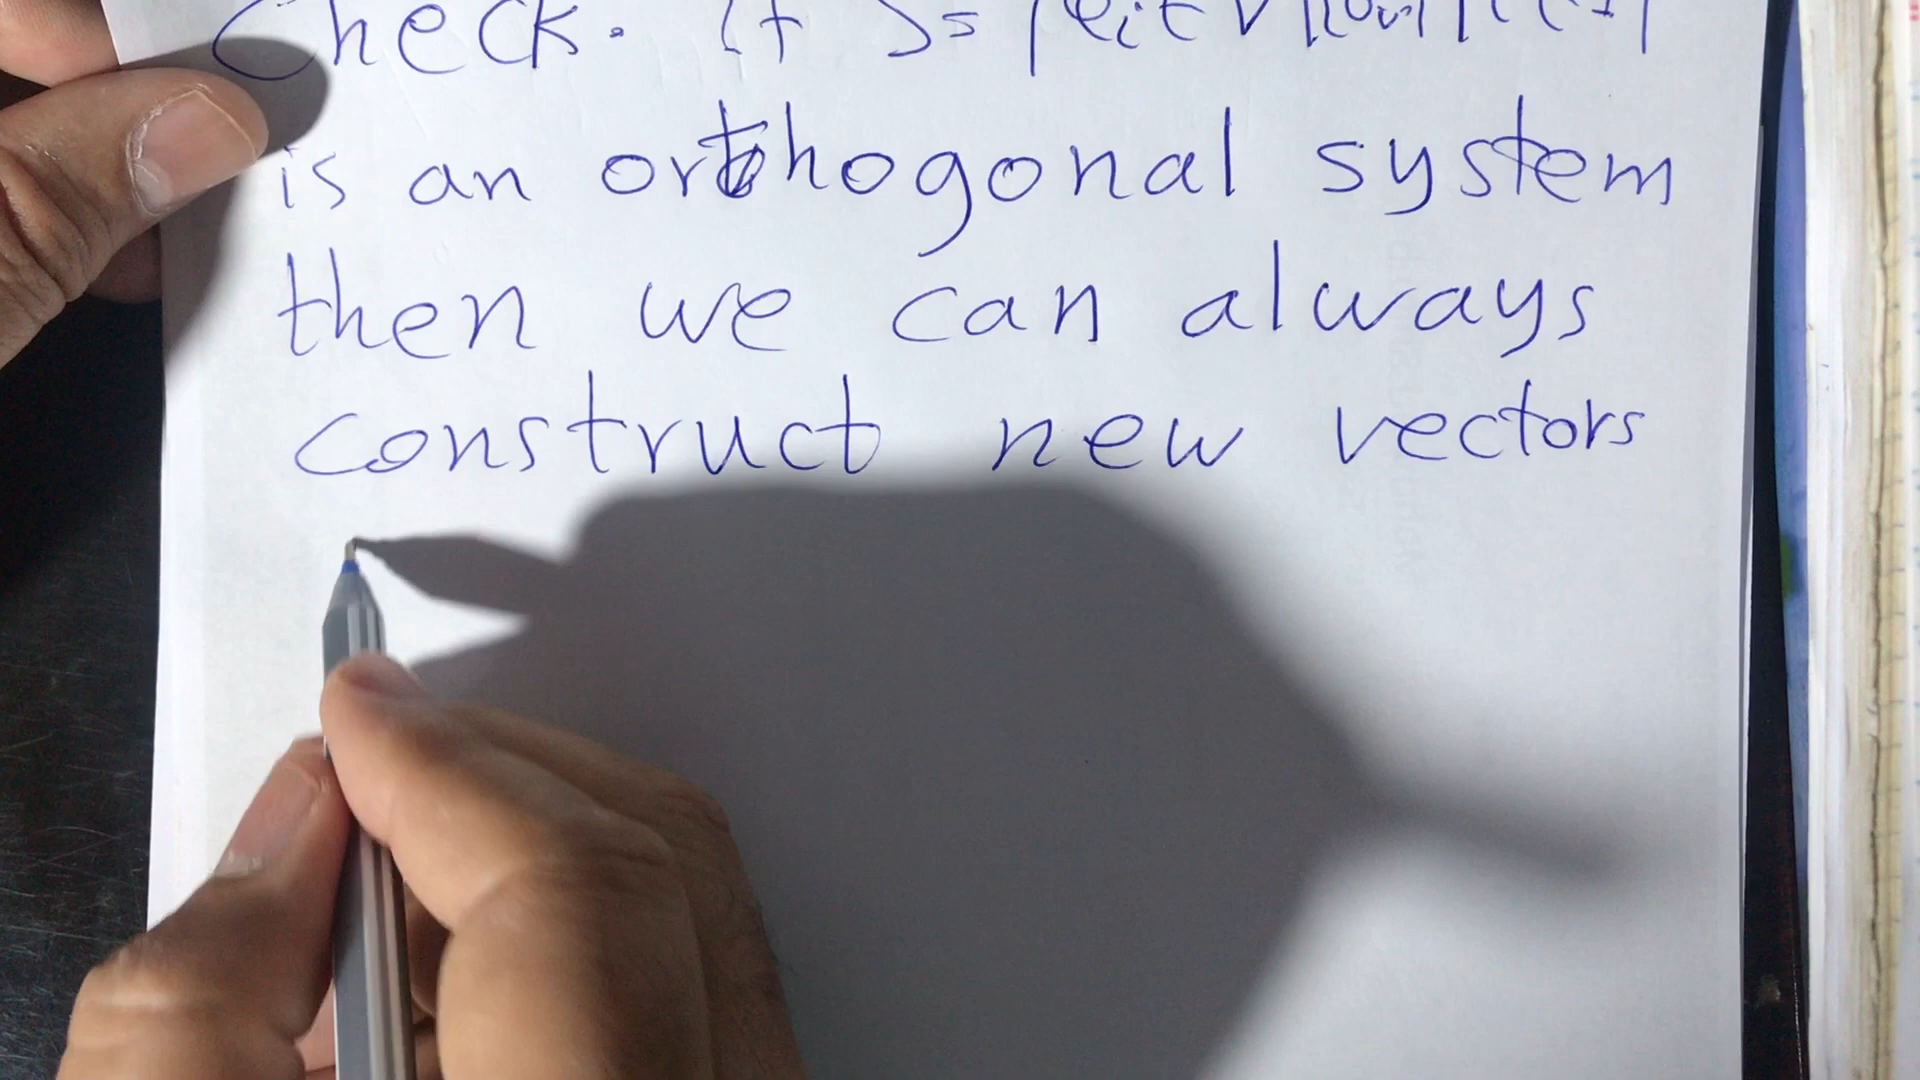 Check. If S=
is an orthogonal system
then we can always
construct new vectors